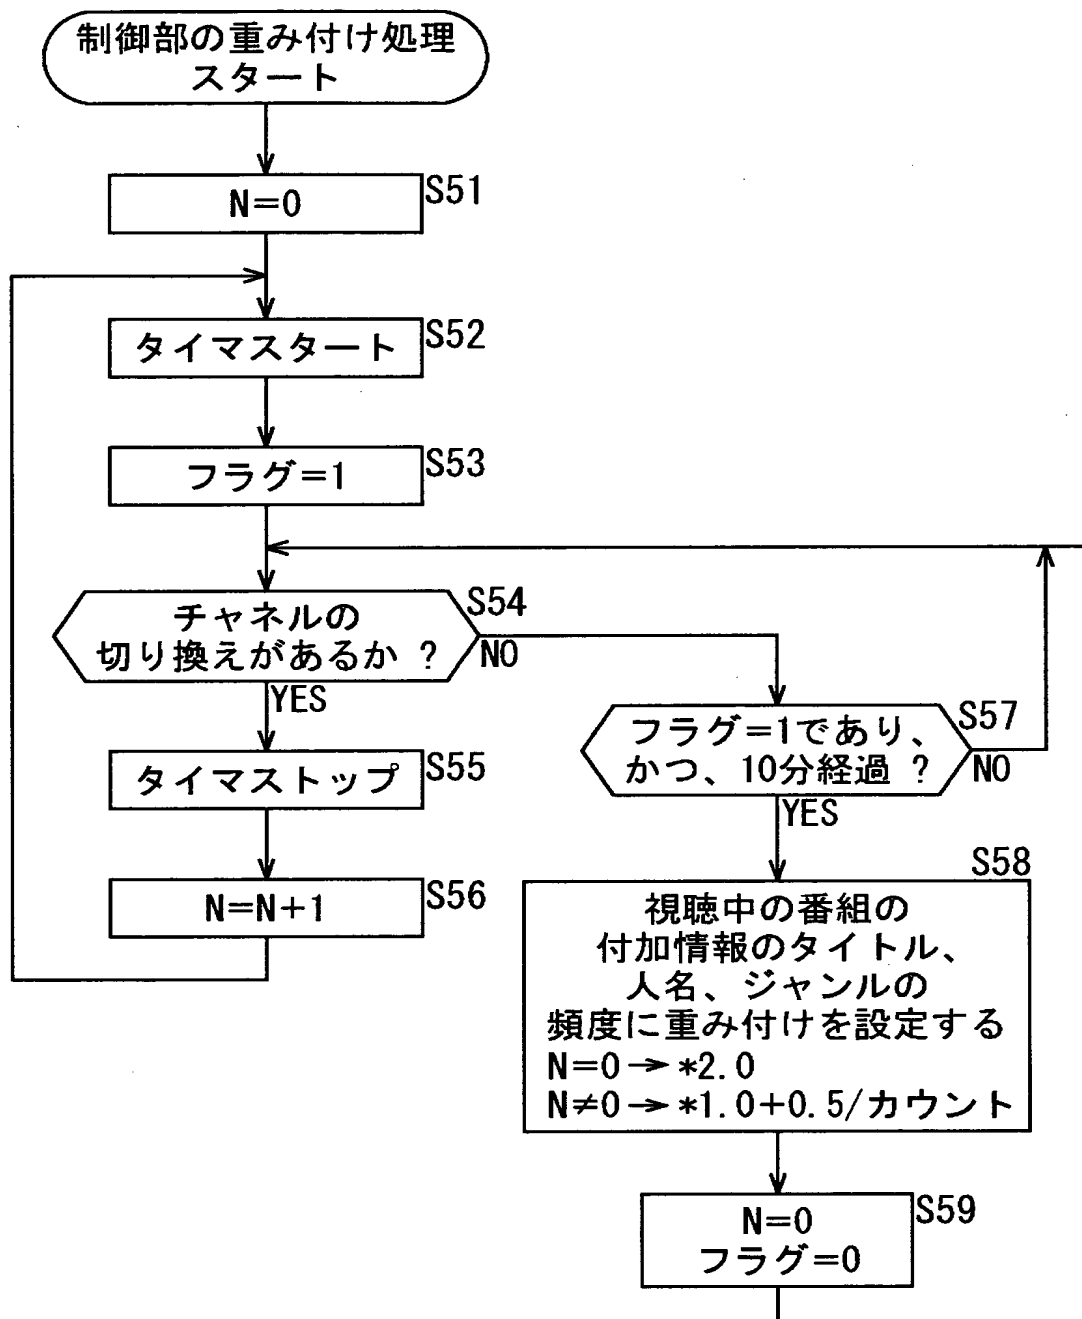 制御部の重み付け処理
スタート
S51
N=0
S52
タイマスタート
S53
フラグ=1
S54
チャネルの
切り換えがあるか ?
NO
YES
S55
タイマストップ
S56
N=N+1
S57
フラグ=1であり、
かつ、10分経過 ?
NO
YES
S58
視聴中の番組の
付加情報のタイトル、
人名、ジャンルの
頻度に重み付けを設定する
N=0→*2.0
N≠0→*1.0+0.5/カウント
S59
N=0
フラグ=0